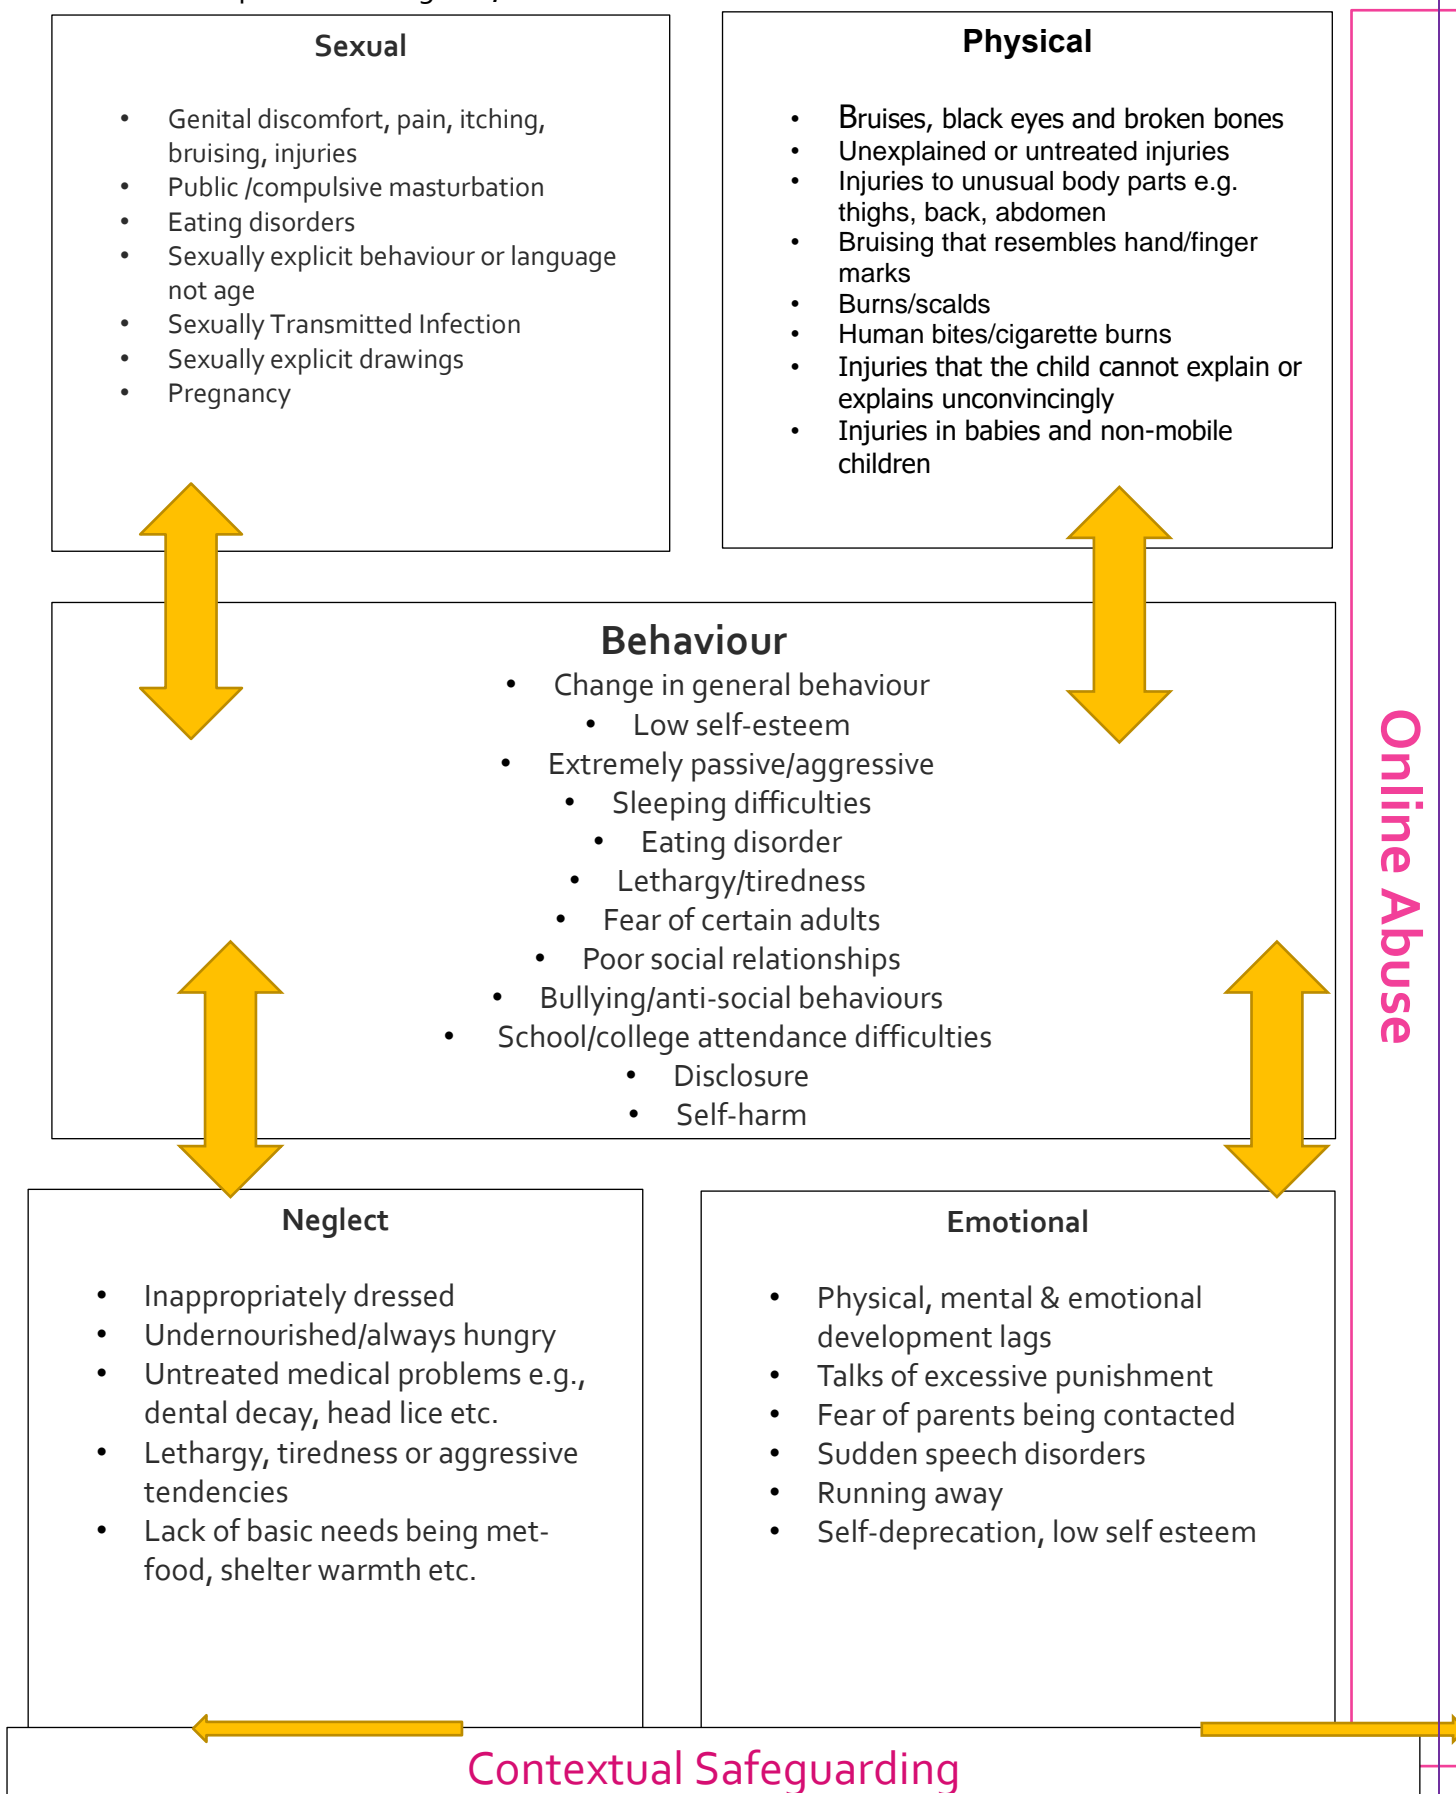 Sexual
• Genital discomfort, pain, itching,
bruising, injuries
• Public /compulsive masturbation
• Eating disorders
• Sexually explicit behaviour or language
not age
• Sexually Transmitted Infection
• Sexually explicit drawings
• Pregnancy
Physical
• Bruises, black eyes and broken bones
• Unexplained or untreated injuries
• Injuries to unusual body parts e.g.
thighs, back, abdomen
• Bruising that resembles hand/finger
marks
• Burns/scalds
• Human bites/cigarette burns
• Injuries that the child cannot explain or
explains unconvincingly
• Injuries in babies and non-mobile
children
Behaviour
• Change in general behaviour
• Low self-esteem
• Extremely passive/aggressive
• Sleeping difficulties
• Eating disorder
• Lethargy/tiredness
• Fear of certain adults
• Poor social relationships
• Bullying/anti-social behaviours
• School/college attendance difficulties
• Disclosure
• Self-harm
Online Abuse
Neglect
• Inappropriately dressed
• Undernourished/always hungry
• Untreated medical problems e.g.,
dental decay, head lice etc.
• Lethargy, tiredness or aggressive
tendencies
• Lack of basic needs being met-
food, shelter warmth etc.
Emotional
• Physical, mental & emotional
development lags
• Talks of excessive punishment
• Fear of parents being contacted
• Sudden speech disorders
• Running away
• Self-deprecation, low self esteem
Contextual Safeguarding